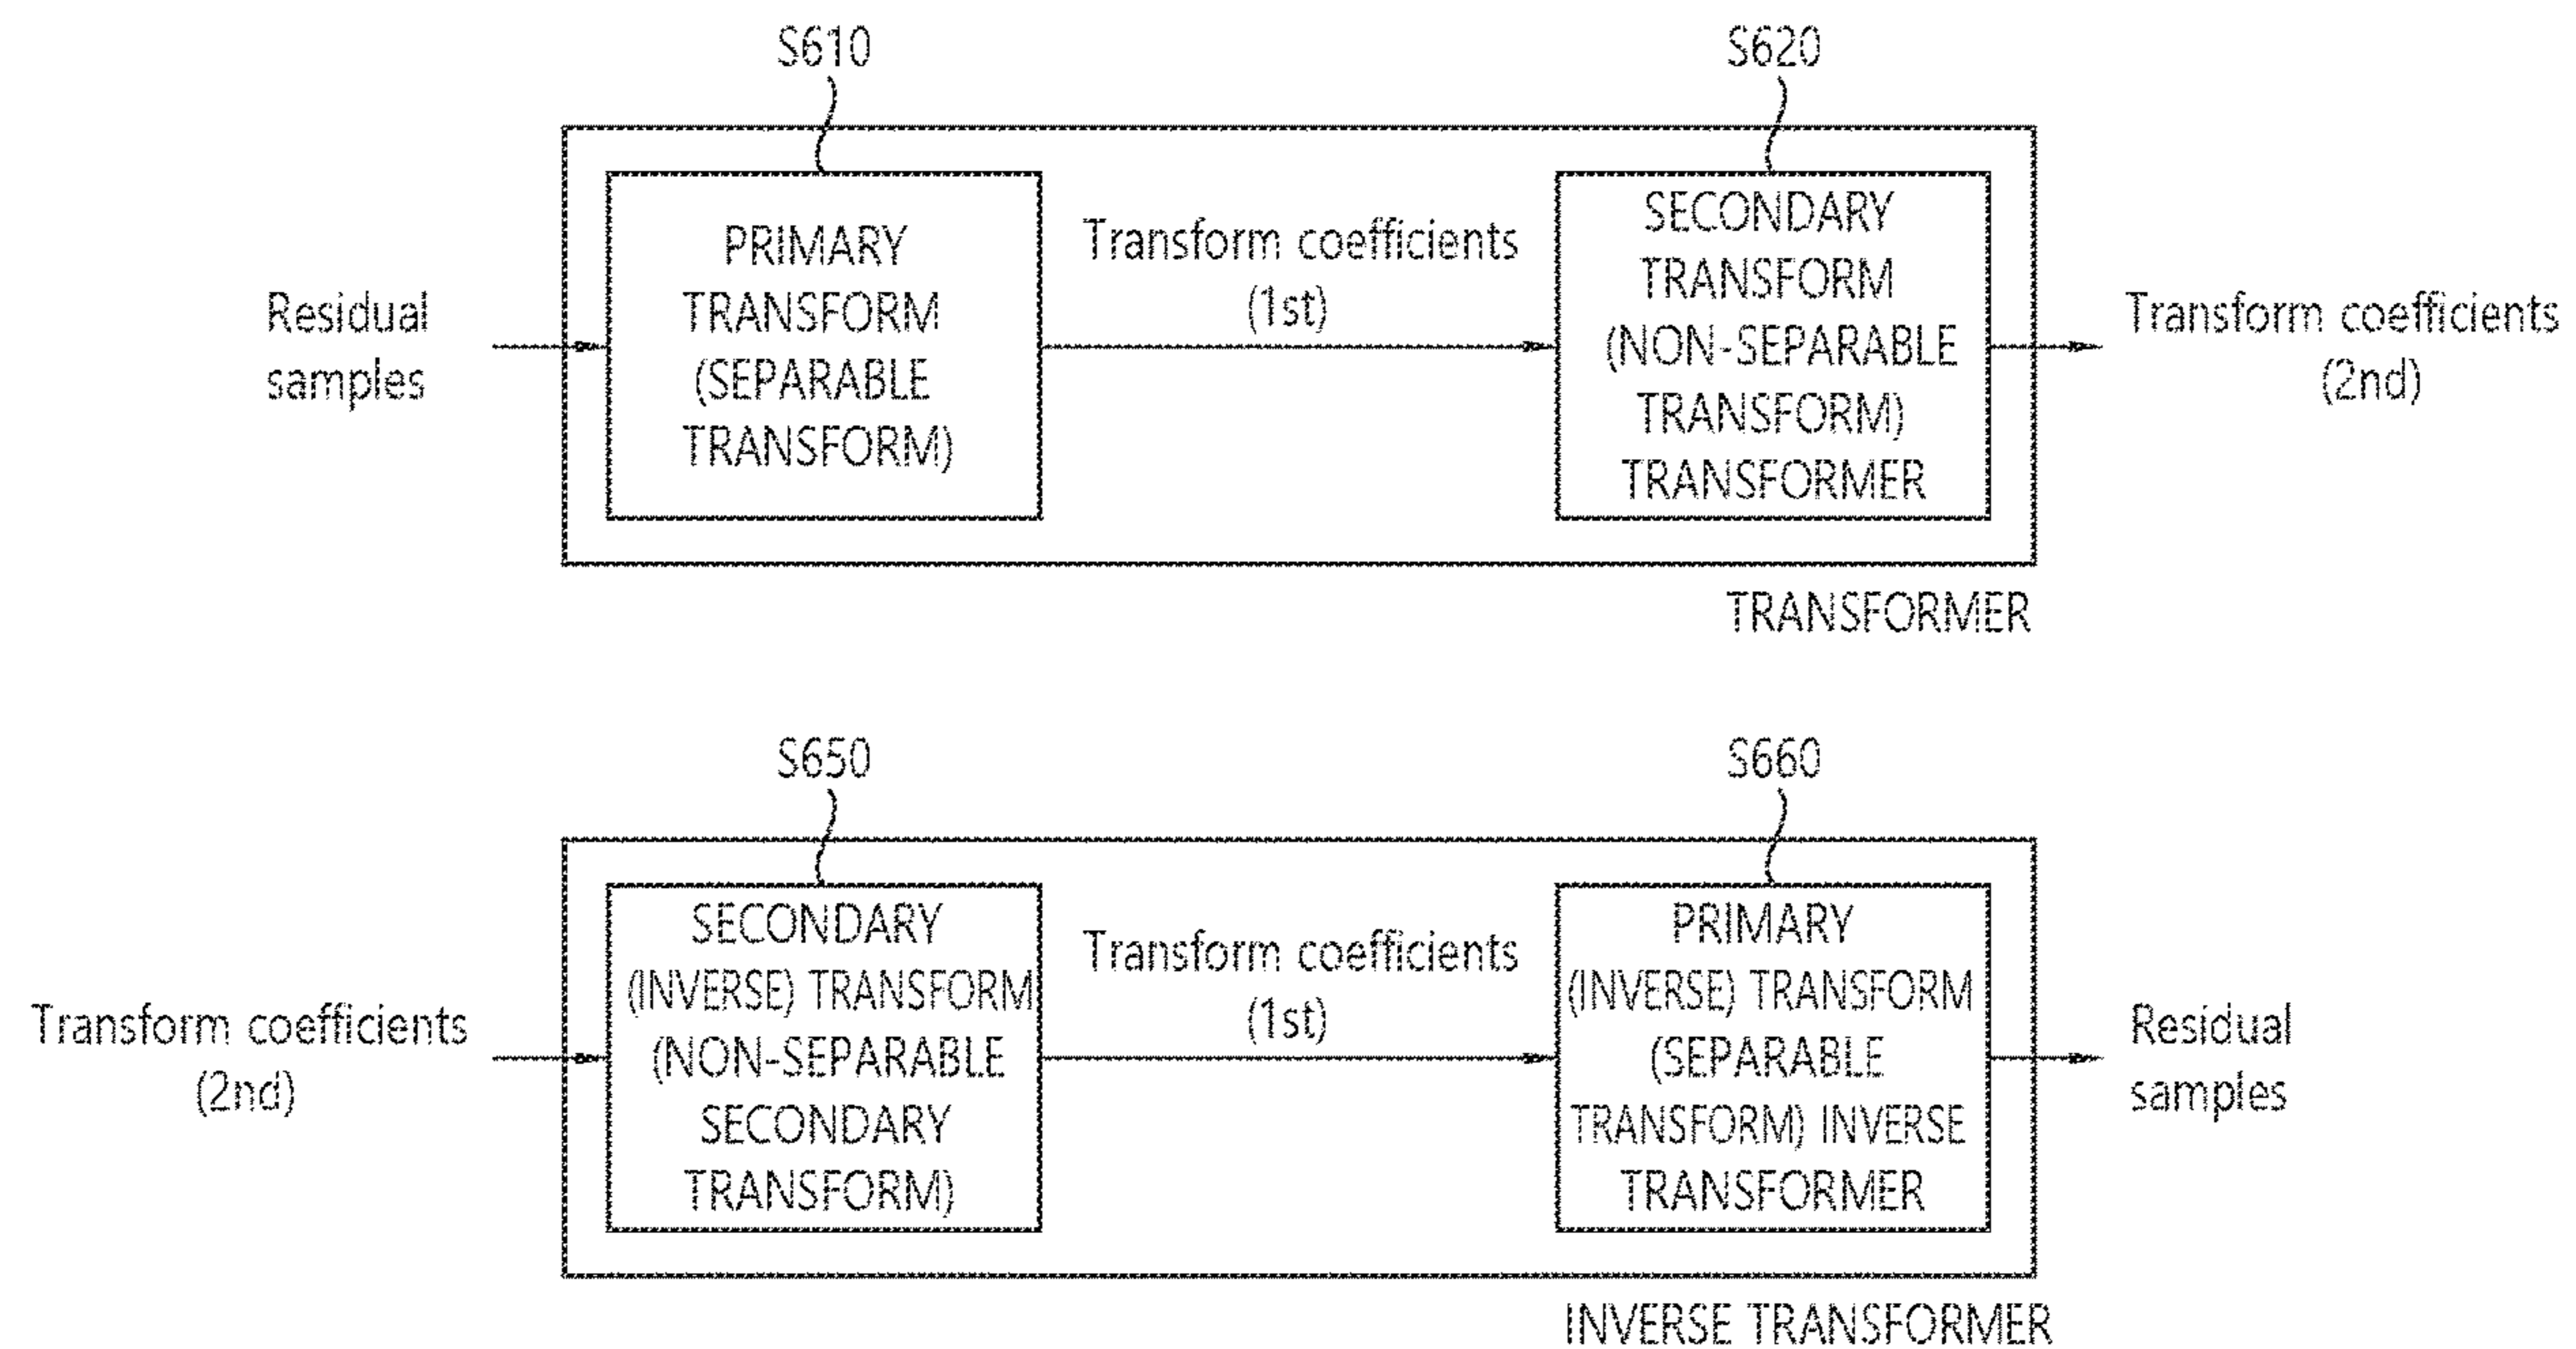 S610
S620
Residual
samples
PRIMARY
TRANSFORM
(SEPARABLE
TRANSFORM)
Transform coefficients
(1st)
SECONDARY
TRANSFORM
(NON-SEPARABLE
TRANSFORM)
TRANSFORMER
Transform coefficients
(2nd)
TRANSFORMER
S650
S660
Transform coefficients
(2nd)
SECONDARY
(INVERSE) TRANSFORM
(NON-SEPARABLE
SECONDARY
TRANSFORM)
Transform coefficients
(1st)
PRIMARY
(INVERSE) TRANSFORM
(SEPARABLE
TRANSFORM) INVERSE
TRANSFORMER
Residual
samples
INVERSE TRANSFORMER